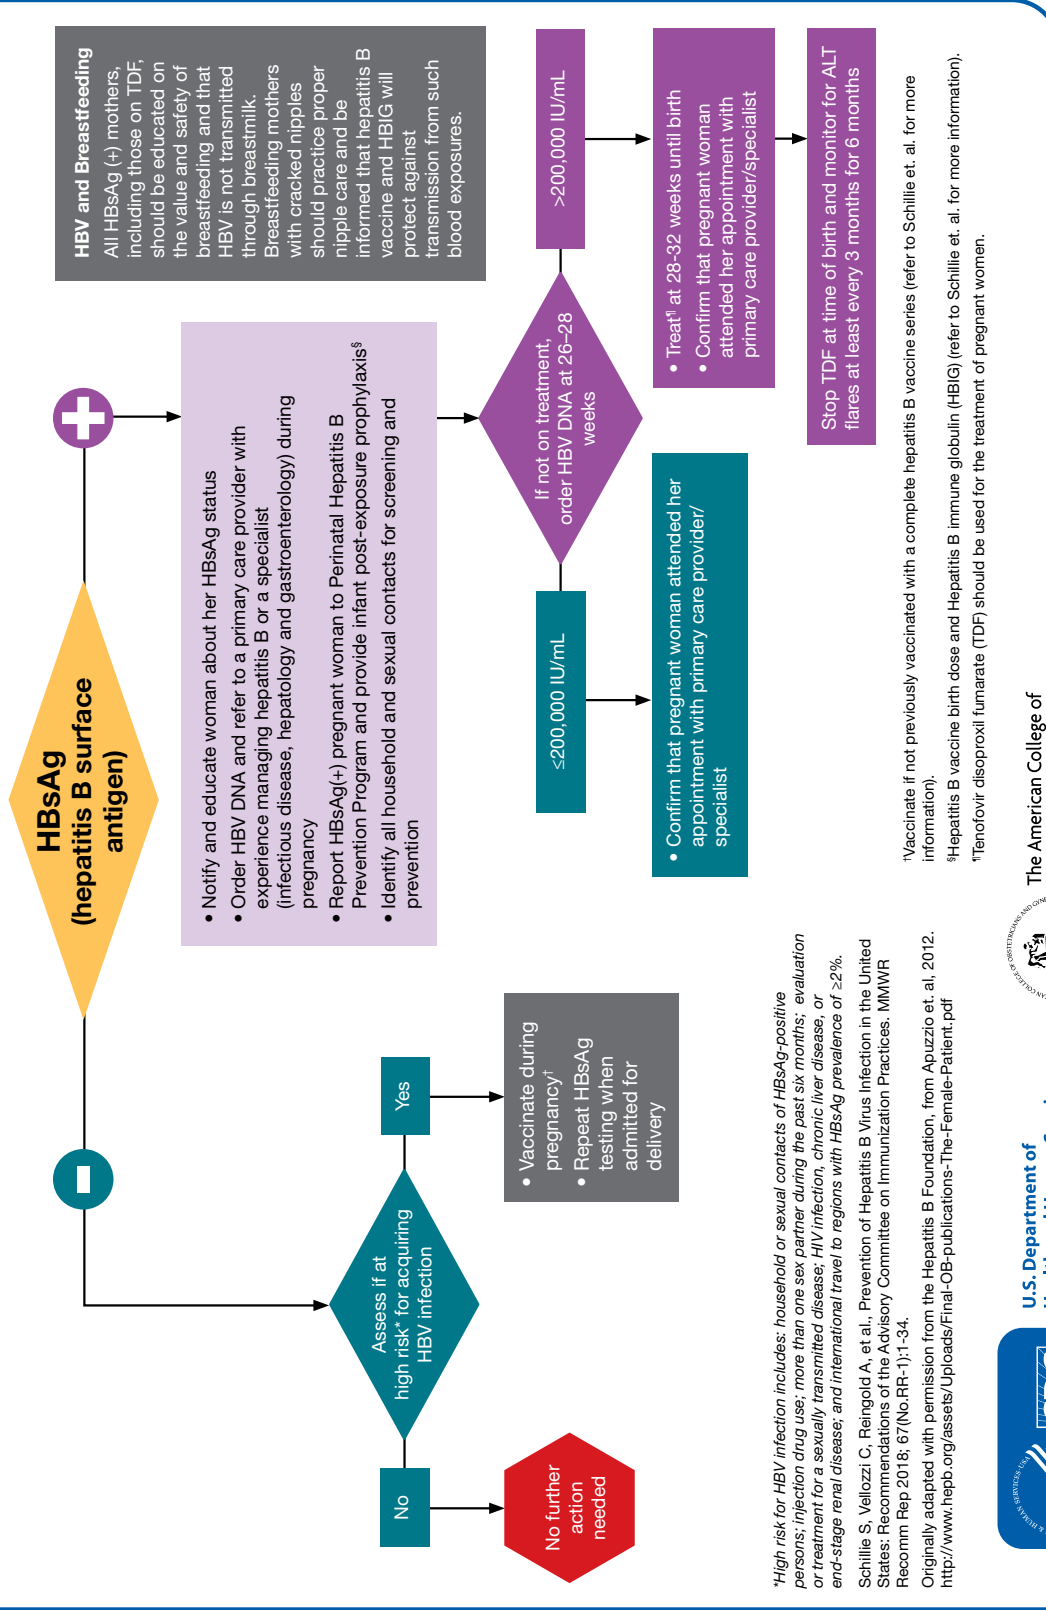 HBsAg
(hepatitis B surface
antigen)
Assess if at
high risk* for acquiring
HBV infection
No
Yes
No further
action
needed
• Vaccinate during
pregnancy†
• Repeat HBsAg
testing when
admitted for
delivery
• Notify and educate woman about her HBsAg status
• Order HBV DNA and refer to a primary care provider with
experience managing hepatitis B or a specialist
(infectious disease, hepatology and gastroenterology) during
pregnancy
• Report HBsAg(+) pregnant woman to Perinatal Hepatitis B
Prevention Program and provide infant post-exposure prophylaxis§
• Identify all household and sexual contacts for screening and
prevention
HBV and Breastfeeding
All HBsAg (+) mothers,
including those on TDF,
should be educated on
the value and safety of
breastfeeding and that
HBV is not transmitted
through breastmilk.
Breastfeeding mothers
with cracked nipples
should practice proper
nipple care and be
informed that hepatitis B
vaccine and HBIG will
protect against
transmission from such
blood exposures.
If not on treatment,
order HBV DNA at 26–28
weeks
≤200,000 IU/mL
>200,000 IU/mL
• Confirm that pregnant woman attended her
appointment with primary care provider/
specialist
• Treat¶ at 28-32 weeks until birth
• Confirm that pregnant woman
attended her appointment with
primary care provider/specialist
Stop TDF at time of birth and monitor for ALT
flares at least every 3 months for 6 months
*High risk for HBV infection includes: household or sexual contacts of HBsAg-positive
persons; injection drug use; more than one sex partner during the past six months; evaluation
or treatment for a sexually transmitted disease; HIV infection, chronic liver disease, or
end-stage renal disease; and international travel to regions with HBsAg prevalence of ≥2%.
Schillie S, Vellozzi C, Reingold A, et al., Prevention of Hepatitis B Virus Infection in the United
States: Recommendations of the Advisory Committee on Immunization Practices. MMWR
Recomm Rep 2018; 67(No.RR-1):1-34.
Originally adapted with permission from the Hepatitis B Foundation, from Apuzzio et. al, 2012.
http://www.hepb.org/assets/Uploads/Final-OB-publications-The-Female-Patient.pdf
†Vaccinate if not previously vaccinated with a complete hepatitis B vaccine series (refer to Schillie et. al. for more
information).
§Hepatitis B vaccine birth dose and Hepatitis B immune globulin (HBIG) (refer to Schillie et. al. for more information).
¶Tenofovir disoproxil fumarate (TDF) should be used for the treatment of pregnant women.
& HUMAN SERVICES·USA
U.S. Department of
COLLEGE OF OBSTETRICIANS AND
The American College of